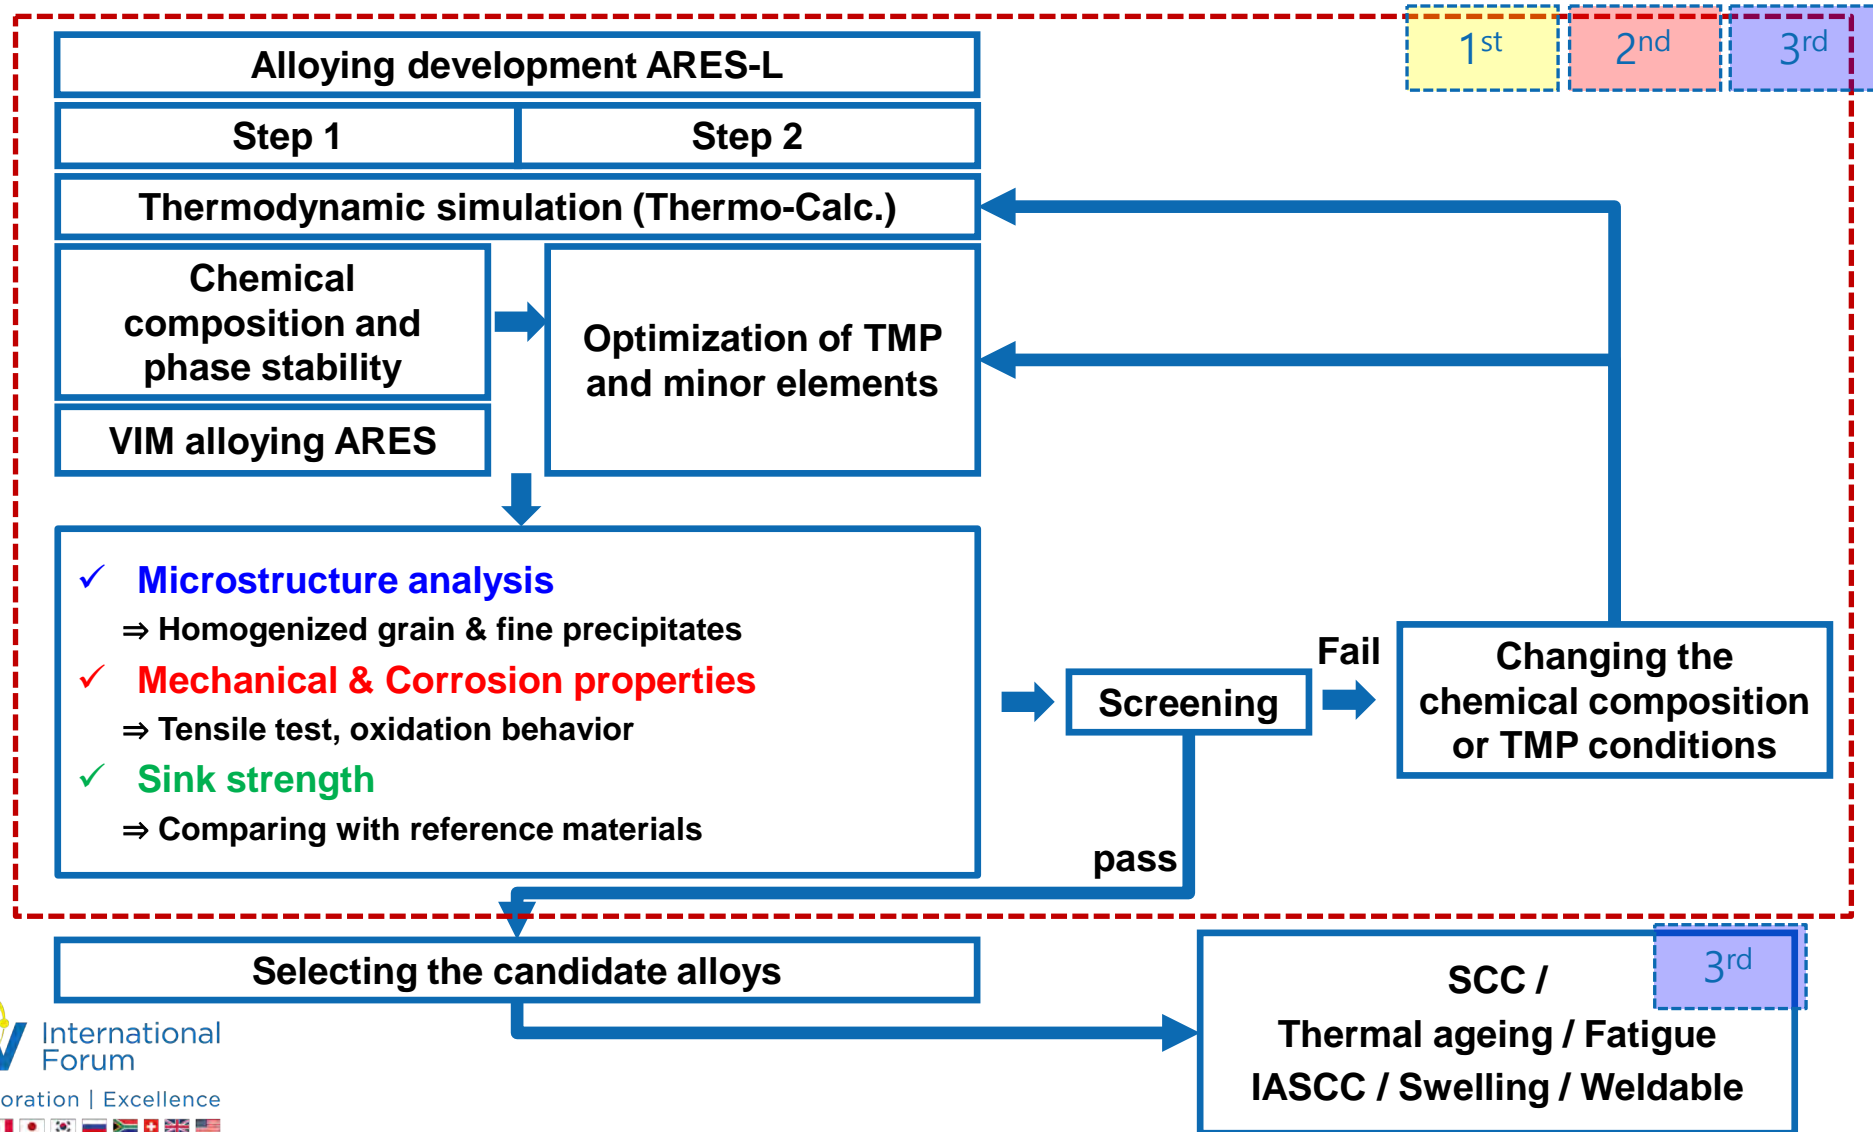 1st 2nd 3rd
Alloying development ARES-L
Step 1 Step 2
Thermodynamic simulation (Thermo-Calc.)
Chemical
composition and
phase stability
Optimization of TMP
and minor elements
VIM alloying ARES
✓ Microstructure analysis
⇒ Homogenized grain & fine precipitates
✓ Mechanical & Corrosion properties
⇒ Tensile test, oxidation behavior
✓ Sink strength
⇒ Comparing with reference materials
Screening
Fail
Changing the
chemical composition
or TMP conditions
pass
Selecting the candidate alloys
3rd
SCC /
Thermal ageing / Fatigue
IASCC / Swelling / Weldable
International
Forum
oration | Excellence